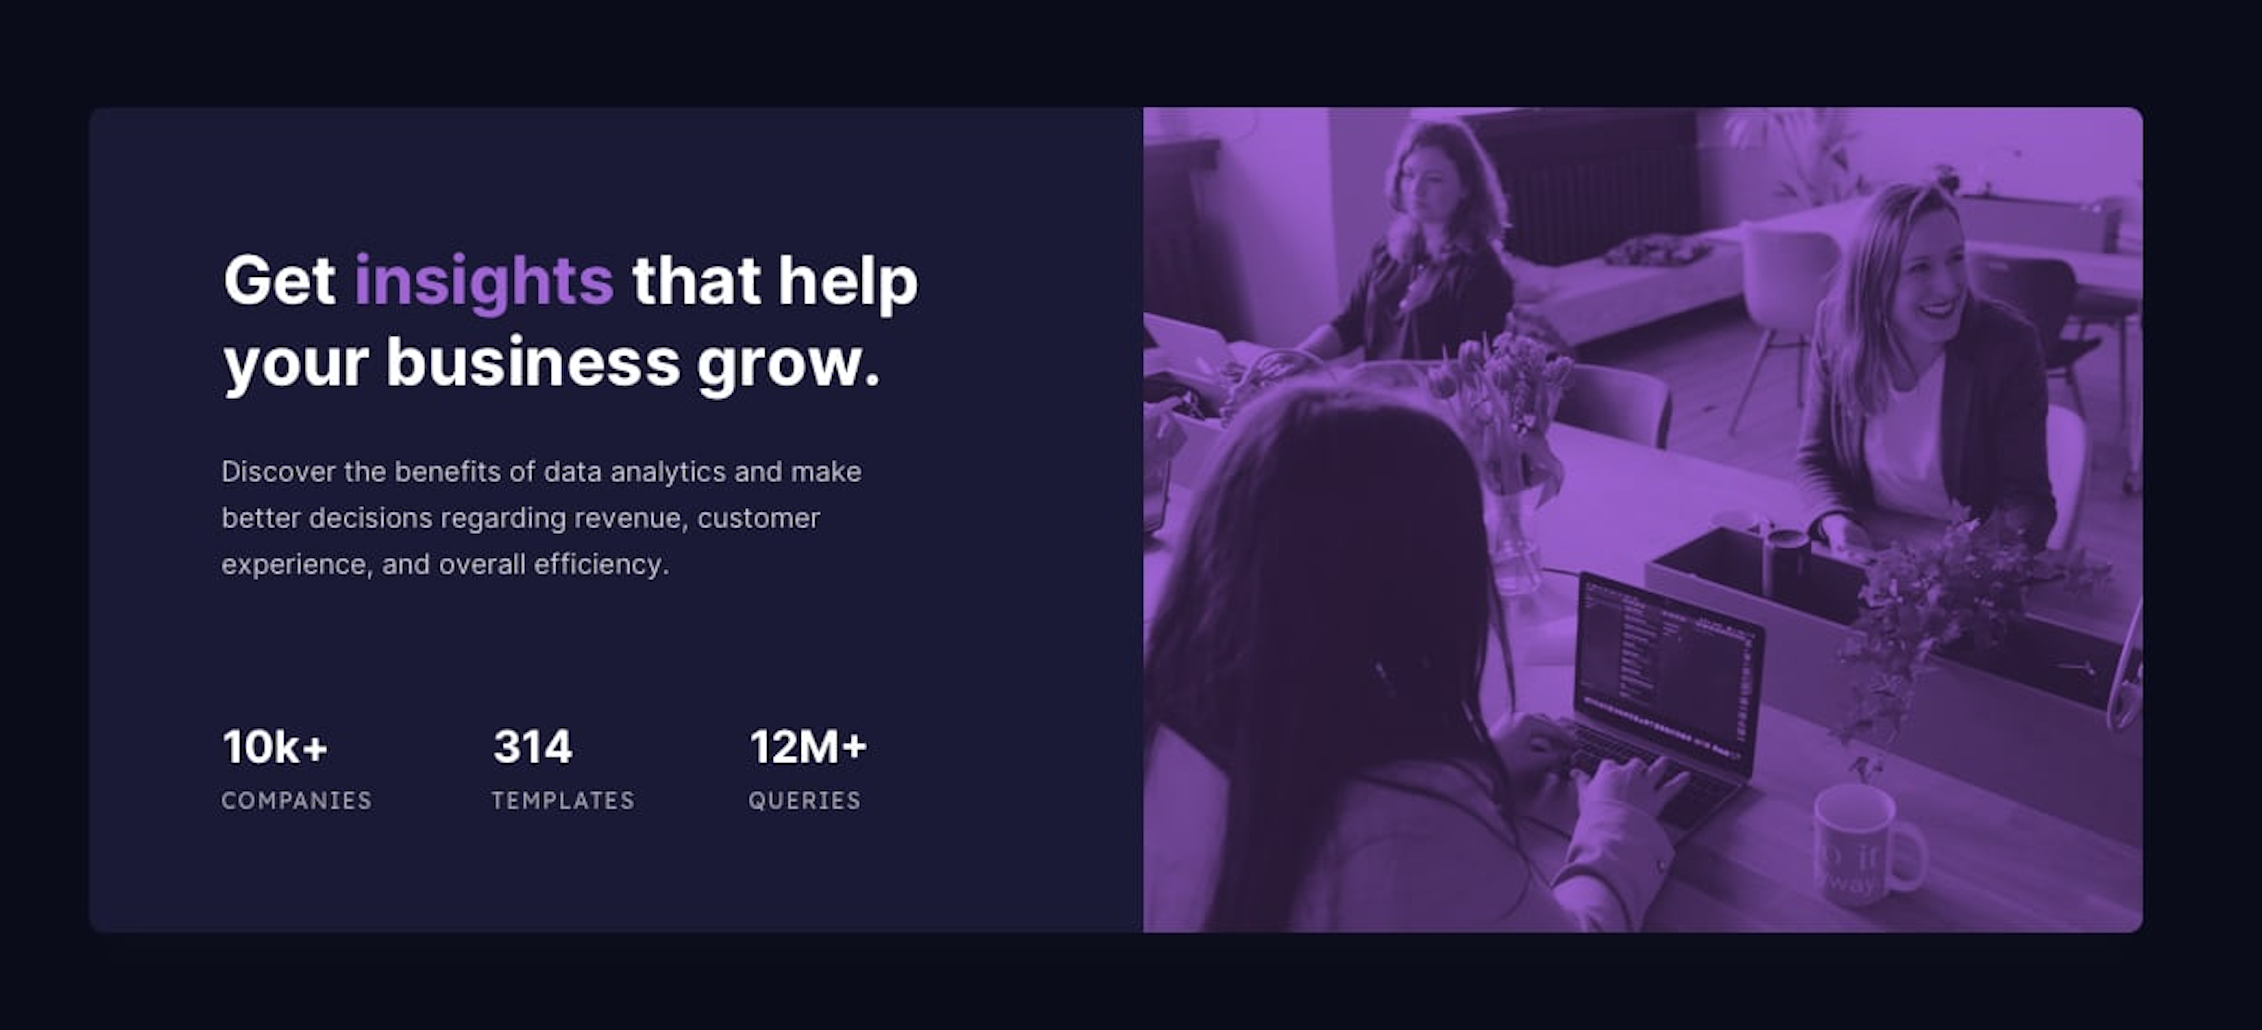 Get insights that help
your business grow.
Discover the benefits of data analytics and make
better decisions regarding revenue, customer
experience, and overall efficiency.
10k+ 314 12M+
COMPANIES TEMPLATES QUERIES